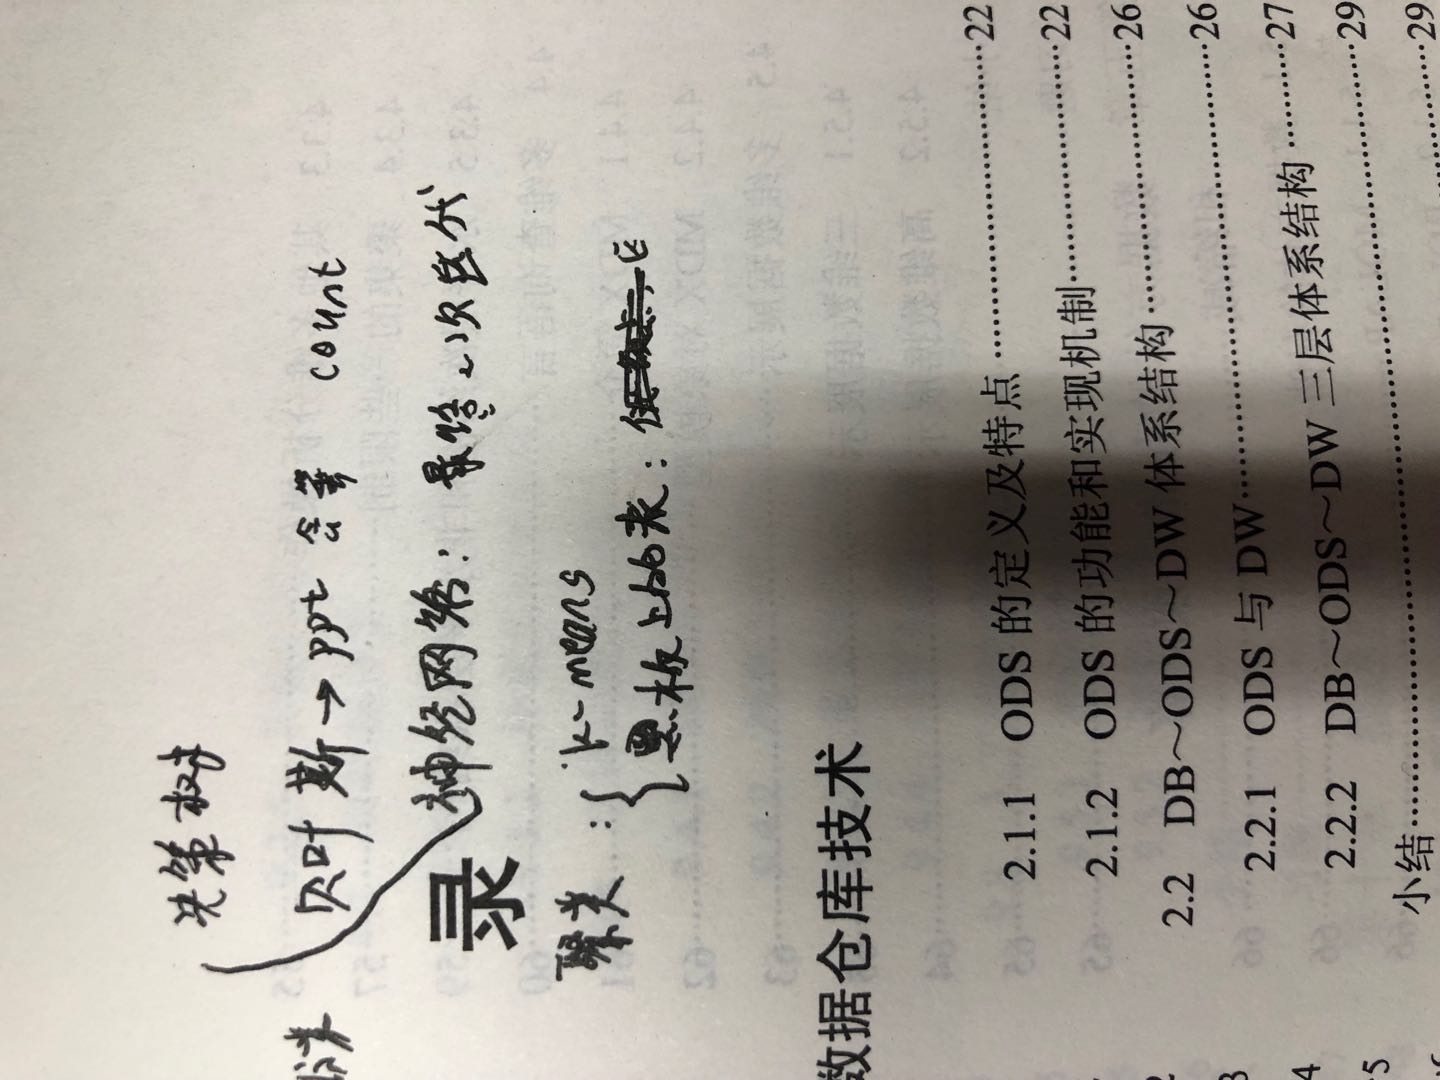 决策树
分类
贝叶斯→ppt 会算 count
神经网络：最终一次迭代
录
聚类：{ k-means
黑板上的表：
数据仓库技术
2.1.1 ODS 的定义及特点……22
2.1.2 ODS 的功能和实现机制……22
2.2 DB～ODS～DW 体系结构……26
2.2.1 ODS 与 DW……26
2.2.2 DB～ODS～DW 三层体系结构……27
小结……29
29